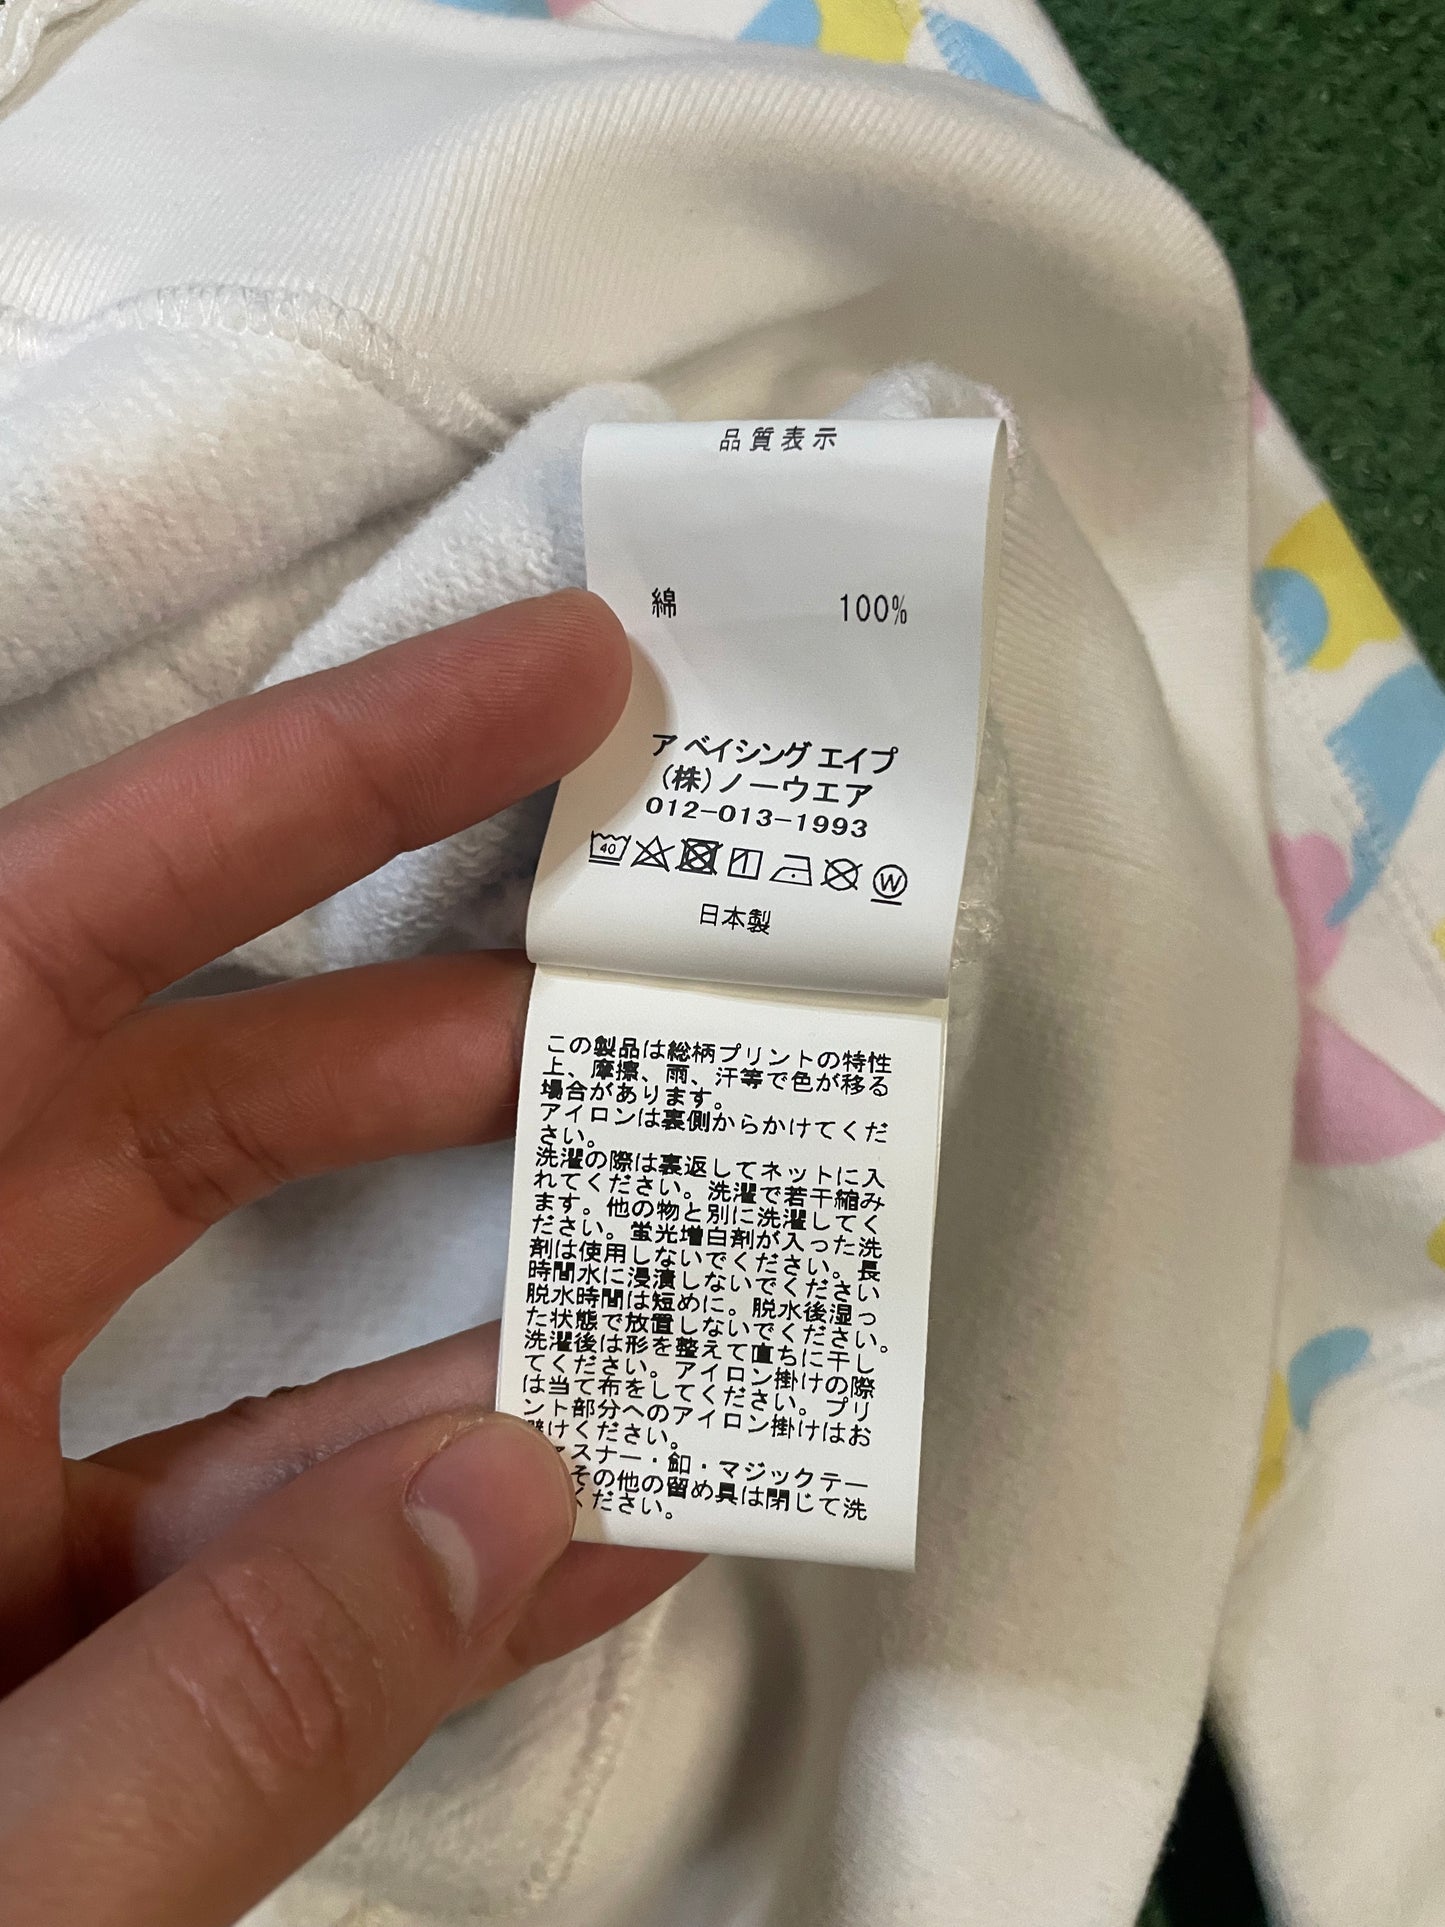 品質表示
綿 100%
ア ベイシング エイプ
(株)ノーウエア
012-013-1993
40
W
日本製
この製品は総柄プリントの特性
上、摩擦、雨、汗等で色が移る
場合があります。
アイロンは裏側からかけてくだ
さい。
洗濯の際は裏返してネットに入
れてください。洗濯で若干縮み
ます。他の物と別に洗濯してく
ださい。蛍光増白剤が入った洗
剤は使用しないでください。長
時間水に浸漬しないでください
脱水時間は短めに。脱水後湿っ
た状態で放置しないでください。
洗濯後は形を整えて直ちに干し
てください。アイロン掛けの際
は当て布をしてください。プリ
ント部分へのアイロン掛けはお
避けください。
スナー・釦・マジックテー
その他の留め具は閉じて洗
ください。